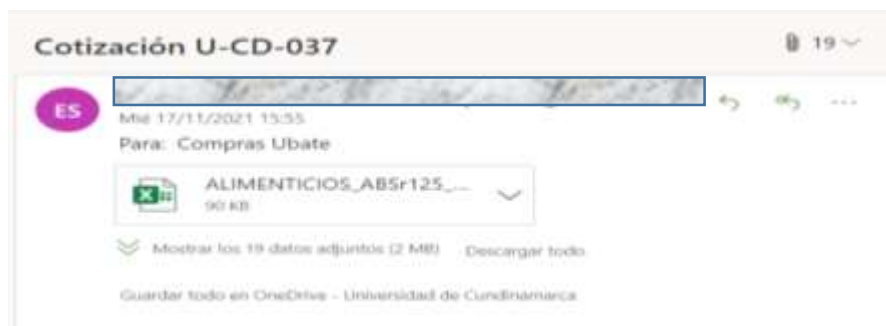 Cotización U-CD-037
19
ES
Mié 17/11/2021 15:55
Para: Compras Ubate
ALIMENTICIOS_ABSr125_...
90 KB
Mostrar los 19 datos adjuntos (2 MB) Descargar todo
Guardar todo en OneDrive - Universidad de Cundinamarca